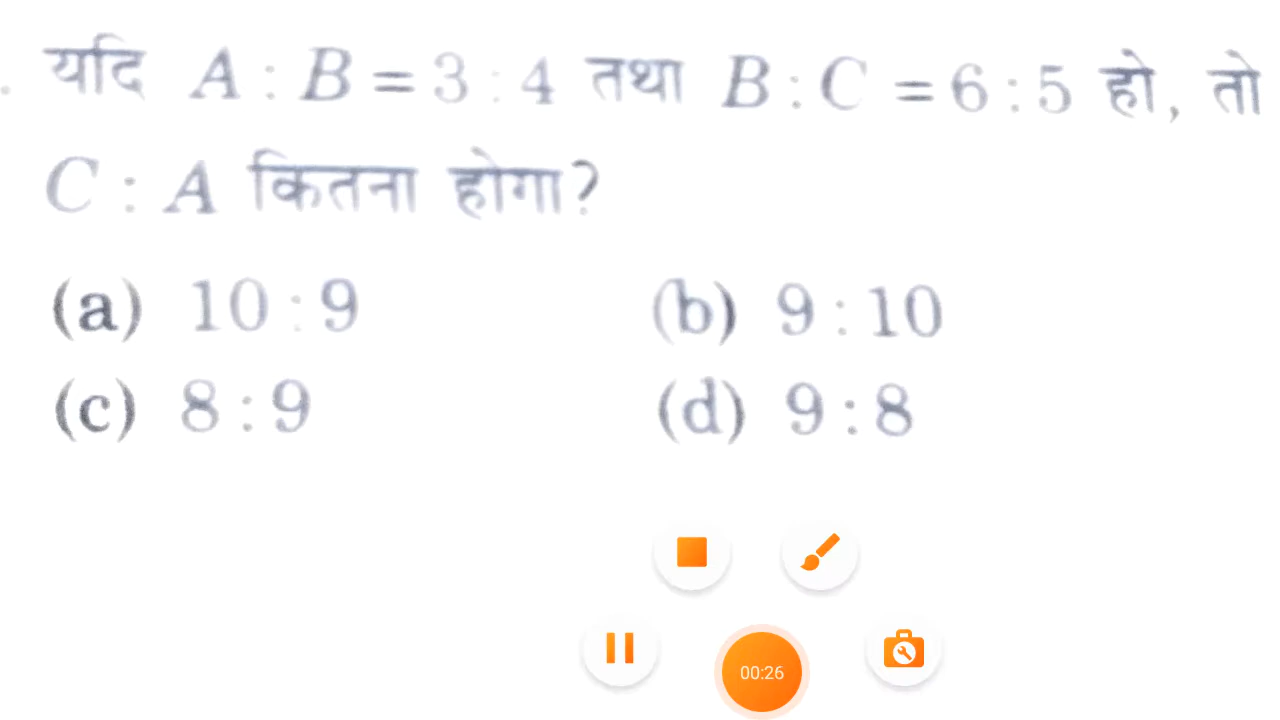 . यदि A : B = 3 : 4 तथा B : C = 6 : 5 हो, तो
C : A कितना होगा?
(a) 10 : 9 (b) 9 : 10
(c) 8 : 9 (d) 9 : 8
00:26